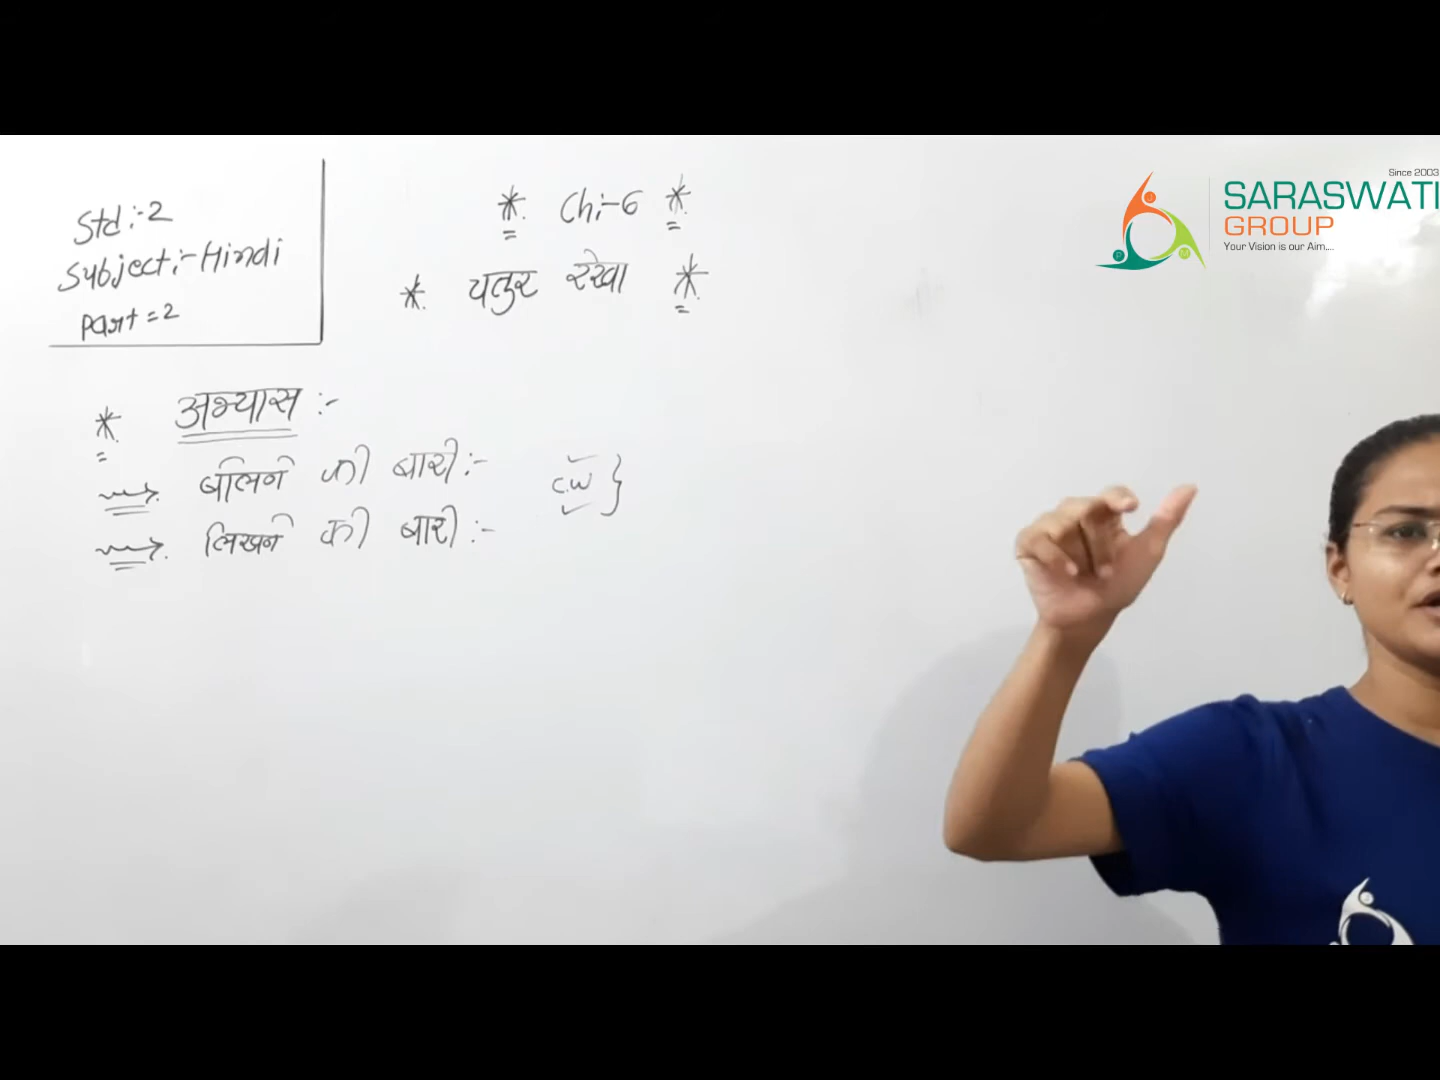 Std :- 2
Subject :- Hindi
Part = 2
* Ch :- 6 *
* चतुर रेखा *
* अभ्यास :-
बोलने की बारी :-
C.W }
लिखने की बारी :-
Since 2003
SARASWATI
GROUP
Your Vision is our Aim....